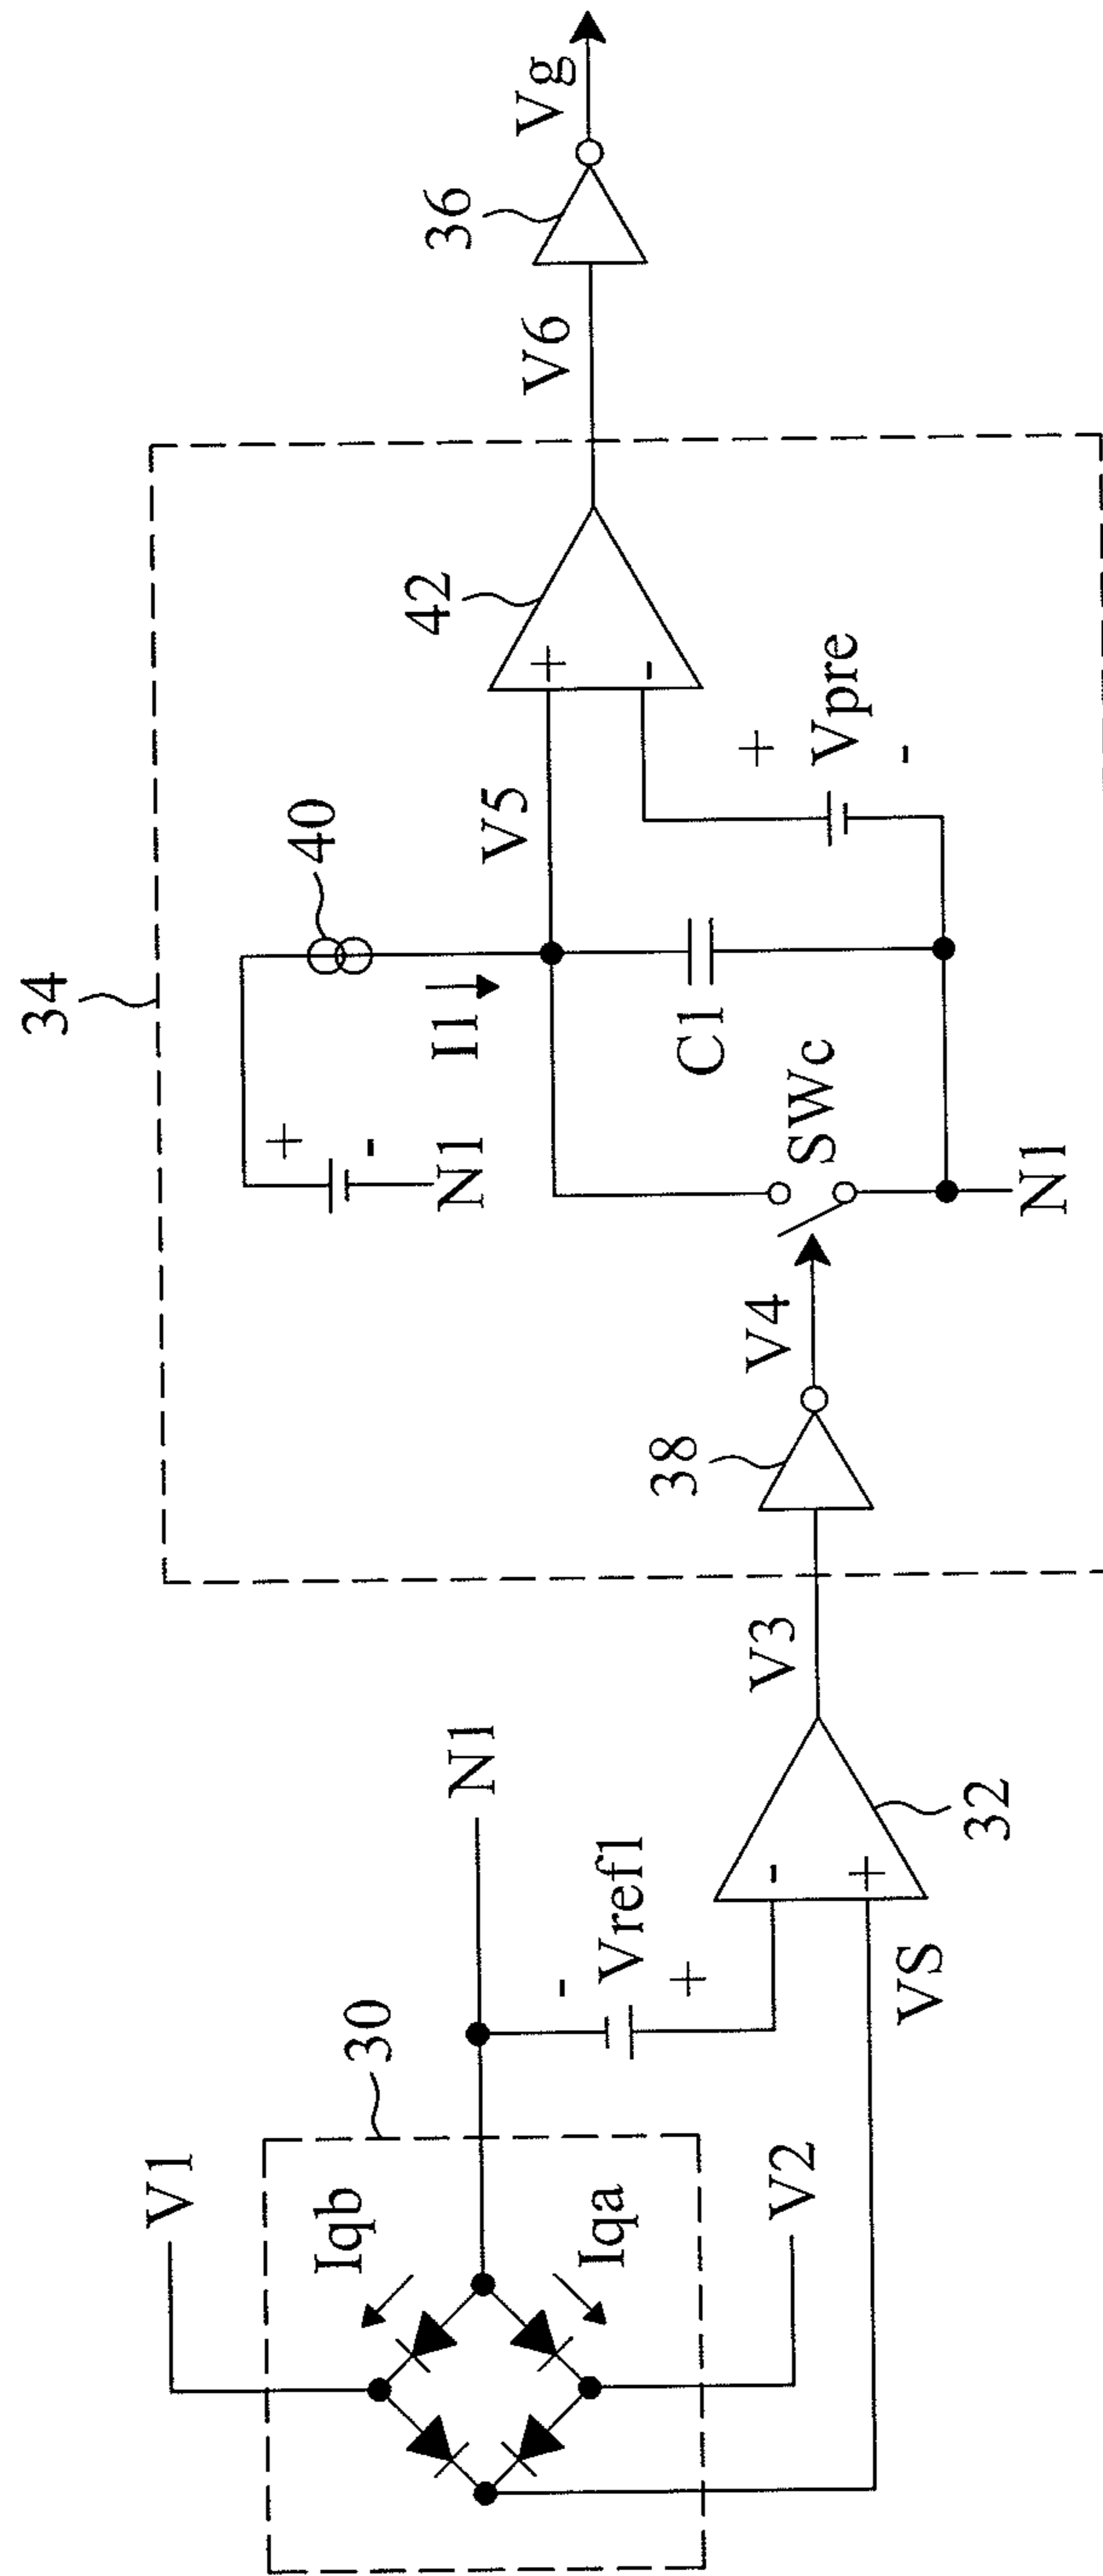 V1
30
N1
Iqb
Iqa
-
Vref1
+
V2
VS
-
+
32
V3
34
38
V4
+
-
N1
40
I1
V5
SWc
C1
N1
42
+
-
+
Vpre
-
V6
36
Vg